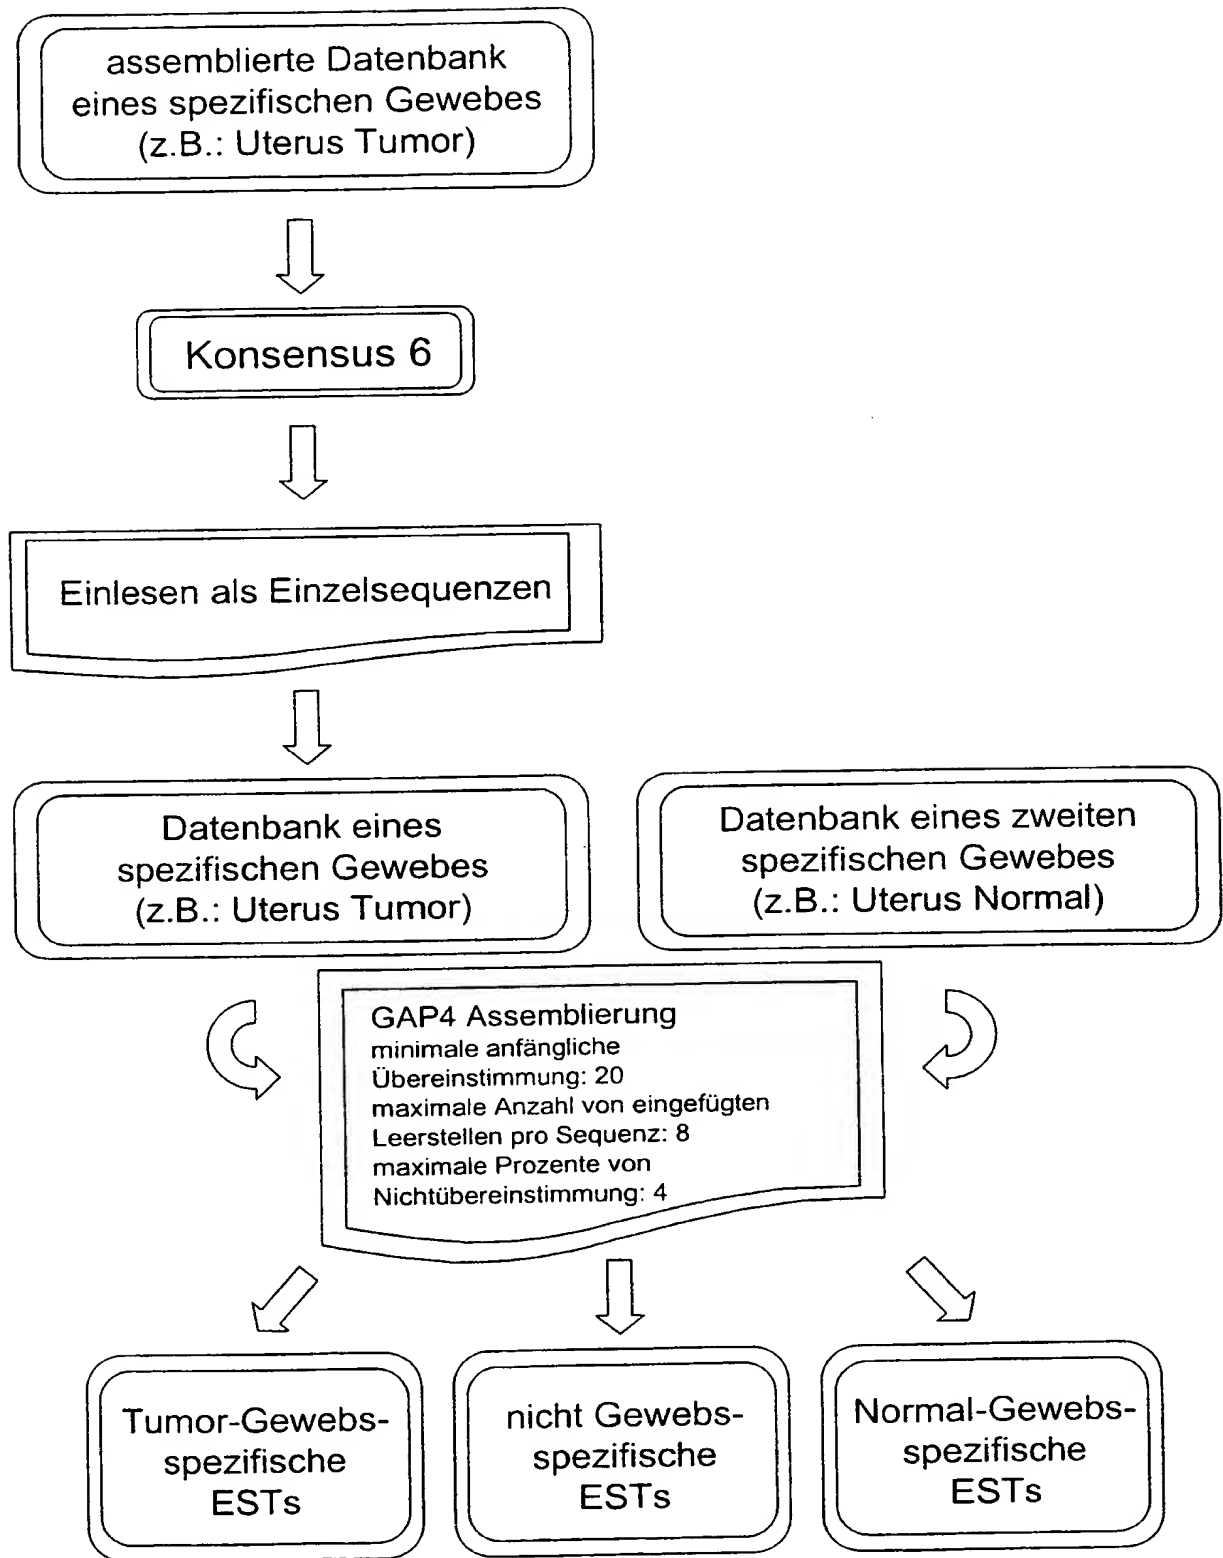 assemblierte Datenbank
eines spezifischen Gewebes
(z.B.: Uterus Tumor)
Konsensus 6
Einlesen als Einzelsequenzen
Datenbank eines
spezifischen Gewebes
(z.B.: Uterus Tumor)
Datenbank eines zweiten
spezifischen Gewebes
(z.B.: Uterus Normal)
GAP4 Assemblierung
minimale anfängliche
Übereinstimmung: 20
maximale Anzahl von eingefügten
Leerstellen pro Sequenz: 8
maximale Prozente von
Nichtübereinstimmung: 4
Tumor-Gewebs-
spezifische
ESTs
nicht Gewebs-
spezifische
ESTs
Normal-Gewebs-
spezifische
ESTs